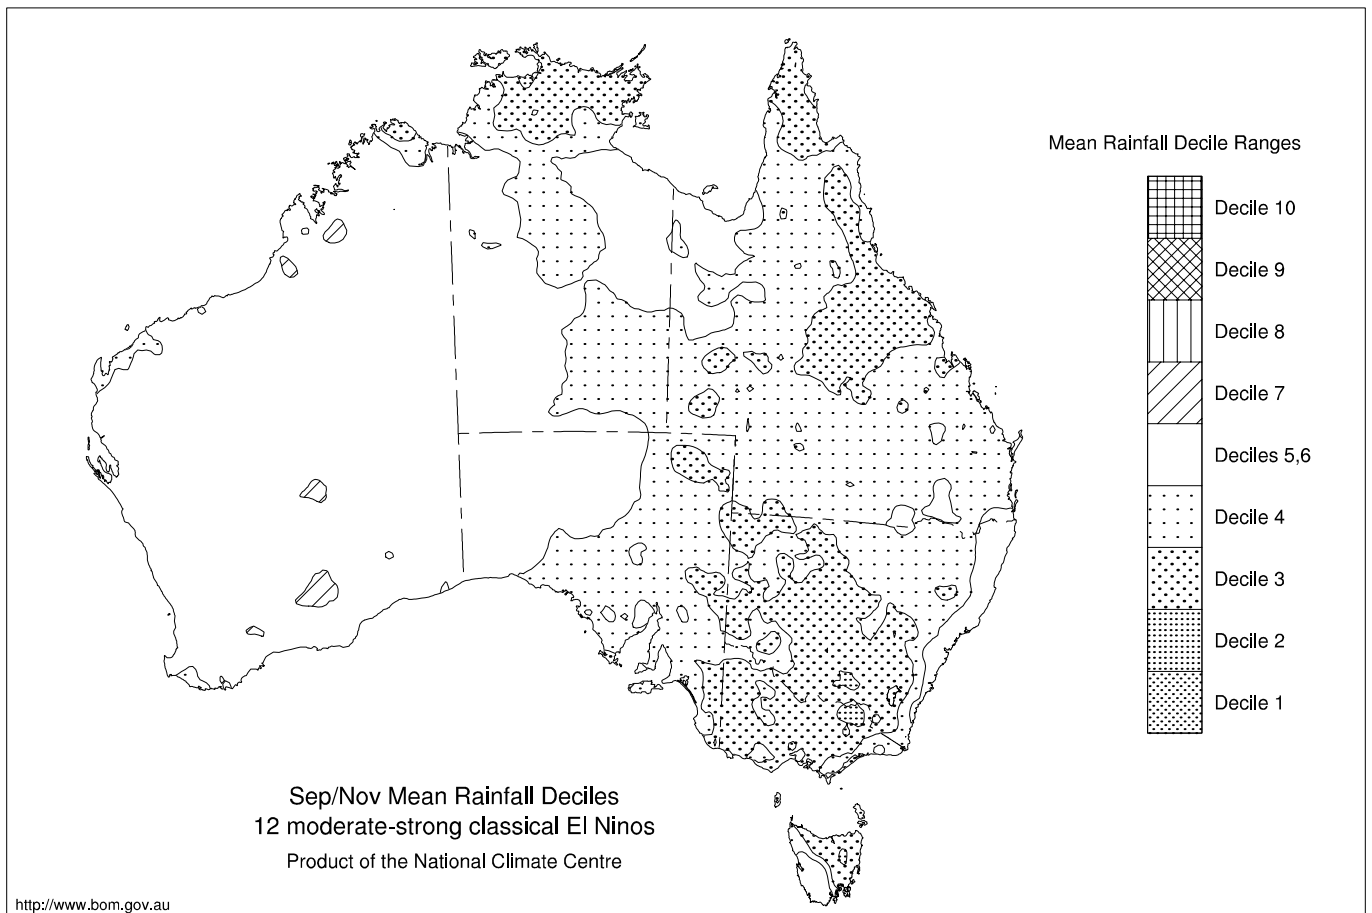 Mean Rainfall Decile Ranges
Decile 10
Decile 9
Decile 8
Decile 7
Deciles 5,6
Decile 4
Decile 3
Decile 2
Decile 1
Sep/Nov Mean Rainfall Deciles
12 moderate-strong classical El Ninos
Product of the National Climate Centre
http://www.bom.gov.au